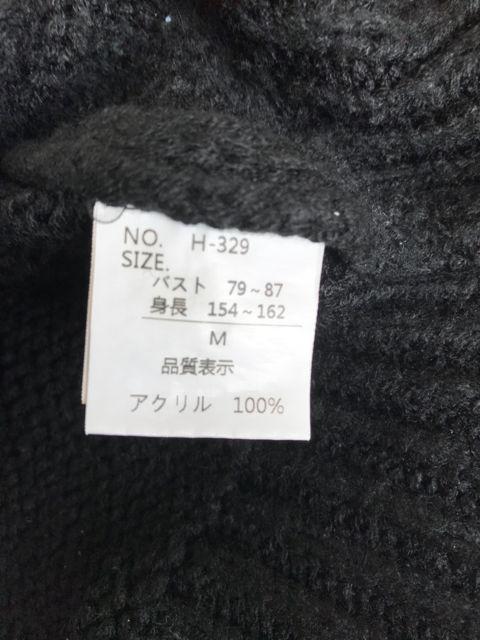 NO. H-329
SIZE.
バスト 79~87
身長 154~162
M
品質表示
アクリル 100%